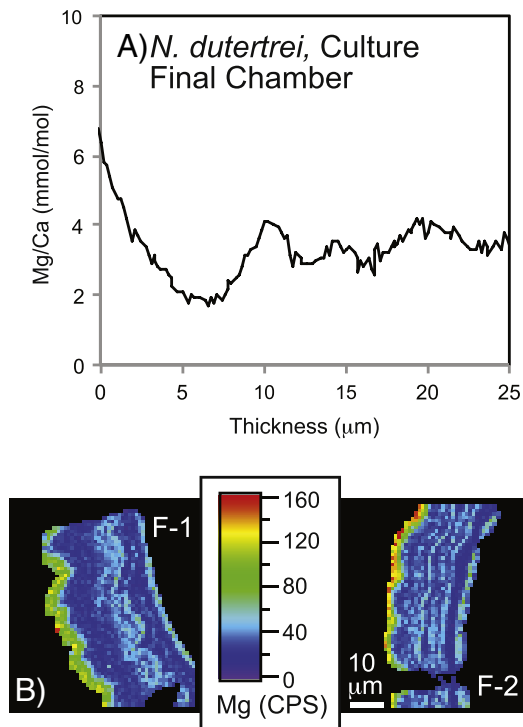 10
A) N. dutertrei, Culture
Final Chamber
8
6
4
2
0
Mg/Ca (mmol/mol)
0 5 10 15 20 25
Thickness (μm)
F-1
160
120
80
40
0
B)
Mg (CPS)
10
μm
F-2